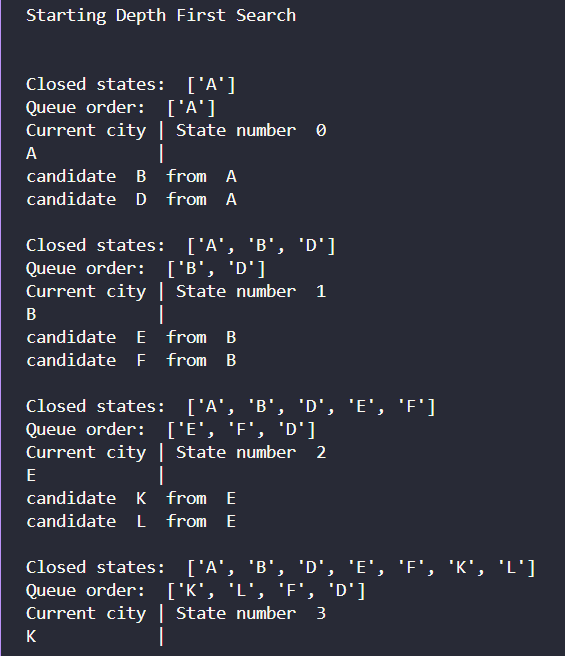 Starting Depth First Search
Closed states:  ['A']
Queue order:  ['A']
Current city | State number  0
A            |
candidate  B  from  A
candidate  D  from  A
Closed states:  ['A', 'B', 'D']
Queue order:  ['B', 'D']
Current city | State number  1
B            |
candidate  E  from  B
candidate  F  from  B
Closed states:  ['A', 'B', 'D', 'E', 'F']
Queue order:  ['E', 'F', 'D']
Current city | State number  2
E            |
candidate  K  from  E
candidate  L  from  E
Closed states:  ['A', 'B', 'D', 'E', 'F', 'K', 'L']
Queue order:  ['K', 'L', 'F', 'D']
Current city | State number  3
K            |